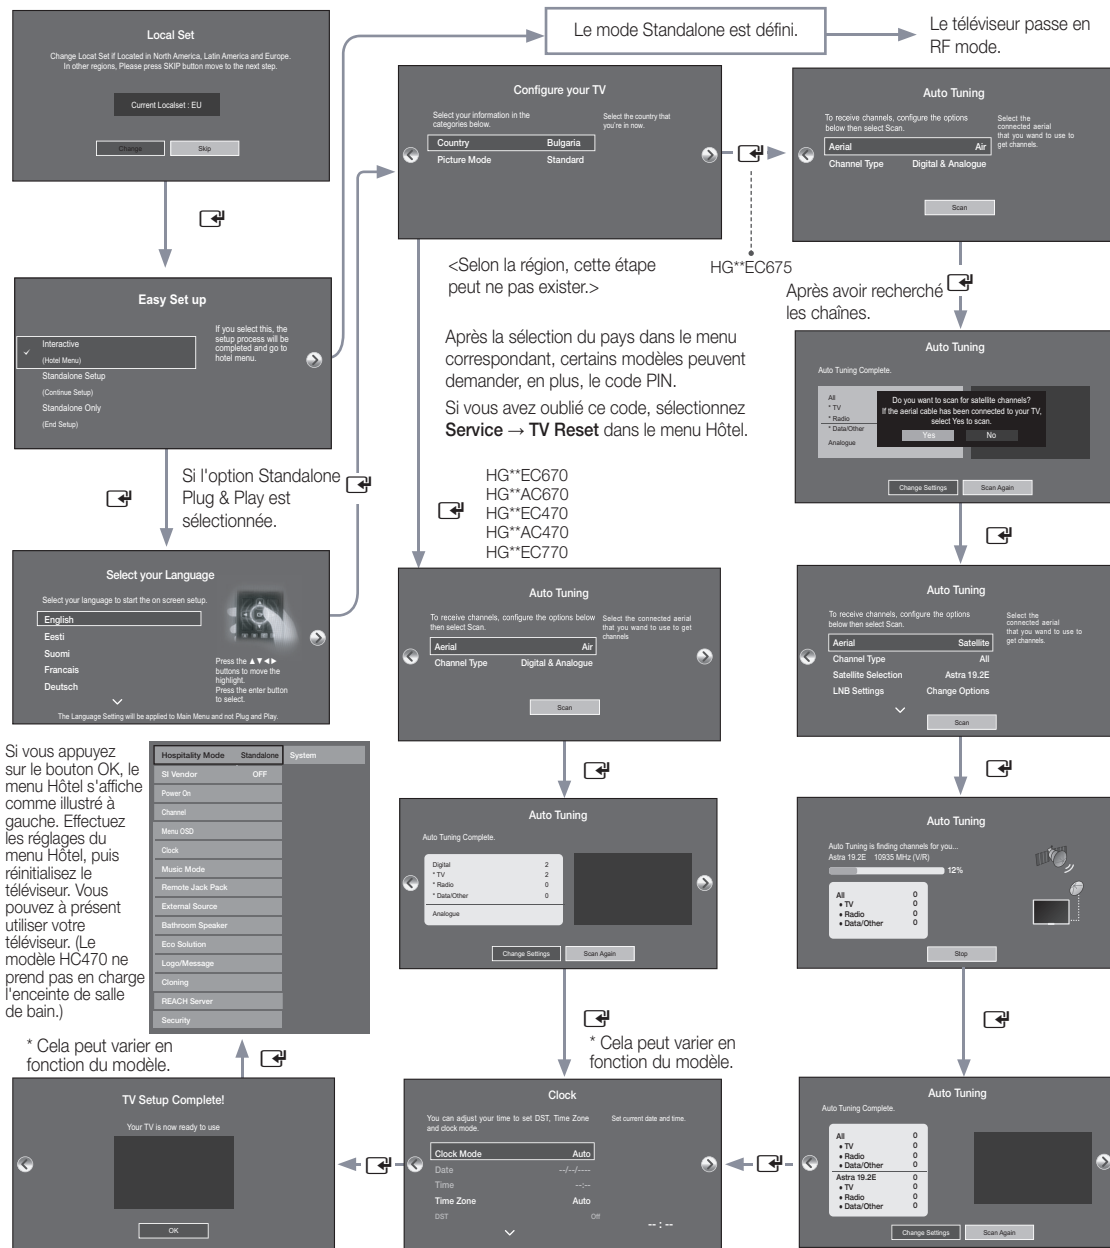 Local Set
Change Locat Set if Located in North America, Latin America and Europe.
In other regions, Please press SKIP button move to the next step.
Current Localset : EU
Change
Skip
Le mode Standalone est défini.
Le téléviseur passe en
RF mode.
Configure your TV
Select your information in the
categories below.
Select the country that
you're in now.
Country Bulgaria
Picture Mode Standard
Auto Tuning
To receive channels, configure the options
below then select Scan.
Select the
connected aerial
that you wand to use to
get channels.
Aerial Air
Channel Type Digital & Analogue
Scan
<Selon la région, cette étape
peut ne pas exister.>
HG**EC675
Après avoir recherché
les chaînes.
Easy Set up
Interactive
(Hotel Menu)
Standalone Setup
(Continue Setup)
Standalone Only
(End Setup)
If you select this, the
setup process will be
completed and go to
hotel menu.
Après la sélection du pays dans le menu
correspondant, certains modèles peuvent
demander, en plus, le code PIN.
Si vous avez oublié ce code, sélectionnez
Service → TV Reset dans le menu Hôtel.
Auto Tuning
Auto Tuning Complete.
All
* TV
* Radio
* Data/Other
Analogue
Do you want to scan for satellite channels?
If the aerial cable has been connected to your TV,
select Yes to scan.
Yes
No
Change Settings
Scan Again
Si l'option Standalone
Plug & Play est
sélectionnée.
HG**EC670
HG**AC670
HG**EC470
HG**AC470
HG**EC770
Select your Language
Select your language to start the on screen setup.
English
Eesti
Suomi
Francais
Deutsch
OK
Press the ▲▼◄►
buttons to move the
highlight.
Press the enter button
to select.
The Language Setting will be applied to Main Menu and not Plug and Play.
Auto Tuning
To receive channels, configure the options below
then select Scan.
Select the connected aerial
that you wand to use to get
channels
Aerial Air
Channel Type Digital & Analogue
Scan
Auto Tuning
To receive channels, configure the options
below then select Scan.
Select the
connected aerial
that you wand to use to
get channels.
Aerial Satellite
Channel Type All
Satellite Selection Astra 19.2E
LNB Settings Change Options
Scan
Si vous appuyez
sur le bouton OK, le
menu Hôtel s'affiche
comme illustré à
gauche. Effectuez
les réglages du
menu Hôtel, puis
réinitialisez le
téléviseur. Vous
pouvez à présent
utiliser votre
téléviseur. (Le
modèle HC470 ne
prend pas en charge
l'enceinte de salle
de bain.)
Hospitality Mode Standalone System
SI Vendor OFF
Power On
Channel
Menu OSD
Clock
Music Mode
Remote Jack Pack
External Source
Bathroom Speaker
Eco Solution
Logo/Message
Cloning
REACH Server
Security
Auto Tuning
Auto Tuning Complete.
Digital 2
* TV 2
* Radio 0
* Data/Other 0
Analogue
Change Settings
Scan Again
Auto Tuning
Auto Tuning is finding channels for you...
Astra 19.2E 10935 MHz (V/R)
12%
All 0
• TV 0
• Radio 0
• Data/Other 0
Stop
* Cela peut varier en
fonction du modèle.
* Cela peut varier en
fonction du modèle.
TV Setup Complete!
Your TV is now ready to use
OK
Clock
You can adjust your time to set DST, Time Zone
and clock mode.
Set current date and time.
Clock Mode Auto
Date --/--/----
Time --:--
Time Zone Auto
DST Off
-- : --
Auto Tuning
Auto Tuning Complete.
All 0
• TV 0
• Radio 0
• Data/Other 0
Astra 19.2E 0
• TV 0
• Radio 0
• Data/Other 0
Change Settings
Scan Again